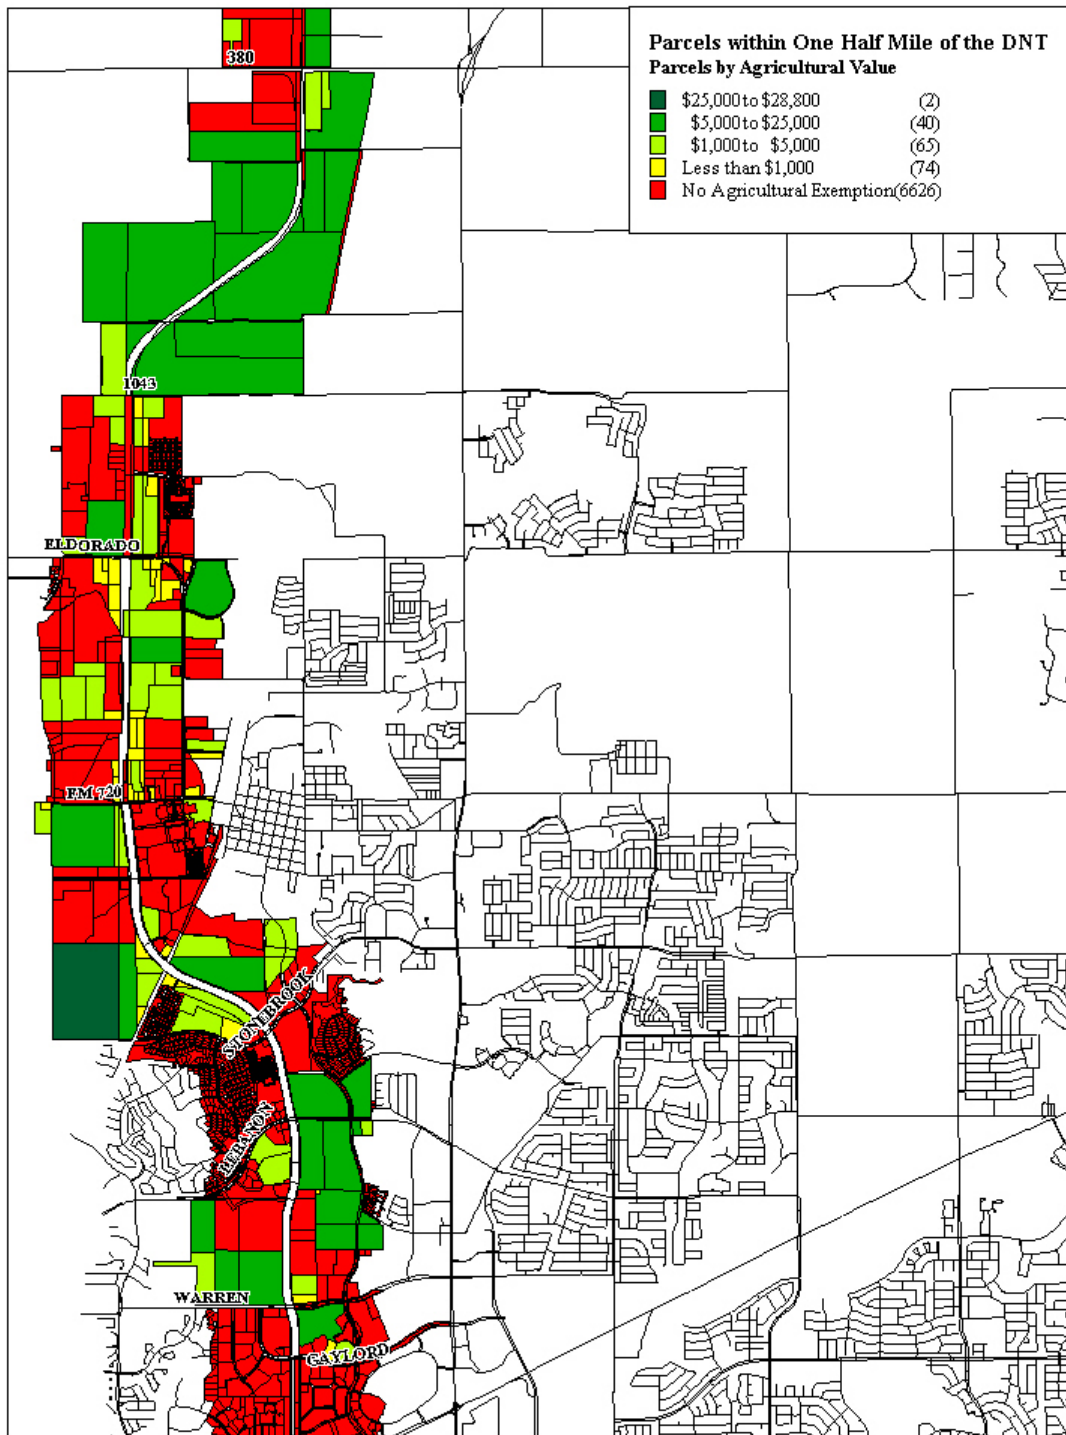 Parcels within One Half Mile of the DNT
Parcels by Agricultural Value
$25,000 to $28,800 (2)
$5,000 to $25,000 (40)
$1,000 to $5,000 (65)
Less than $1,000 (74)
No Agricultural Exemption (6626)
380
1043
ELDORADO
FM 720
STONEBROOK
LEBANON
WARREN
GAYLORD